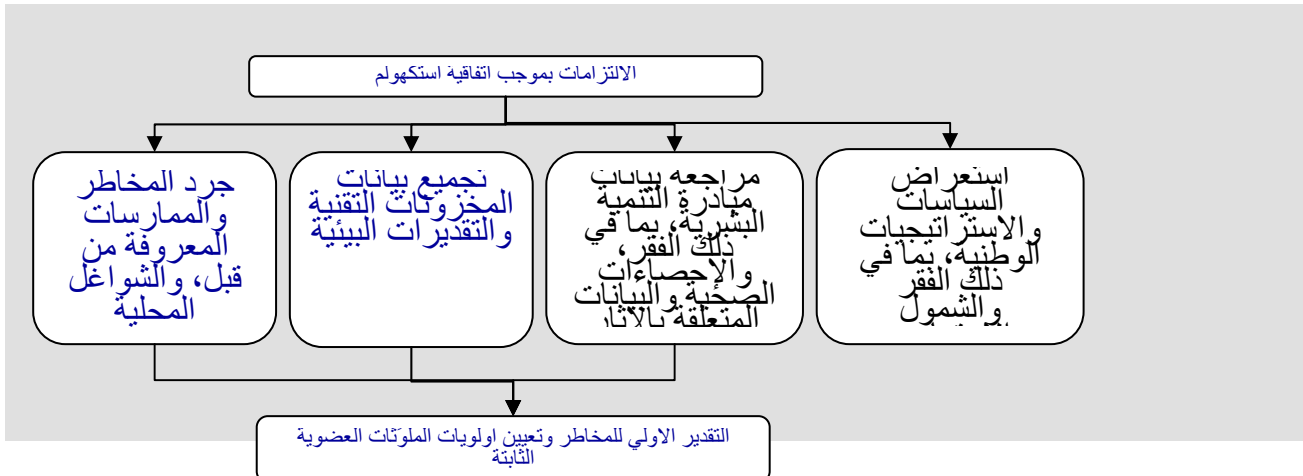 الالتزامات بموجب اتفاقية استكهولم
استعراض
السياسات
والاستراتيجيات
الوطنية، بما في
ذلك الفقر
والشمول
مراجعة بيانات
مبادرة التنمية
البشرية، بما في
ذلك الفقر،
والإحصاءات
الصحية والبيانات
المتعلقة بالآثار
تجميع بيانات
المخزونات التقنية
والتقديرات البيئية
جرد المخاطر
والممارسات
المعروفة من
قبل، والشواغل
المحلية
التقدير الاولي للمخاطر وتعيين اولويات الملوّثات العضوية
الثابتة